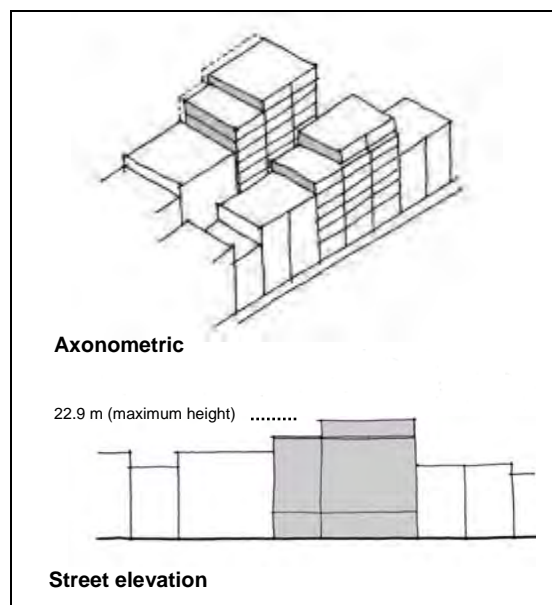 Axonometric
22.9 m (maximum height) .........
Street elevation